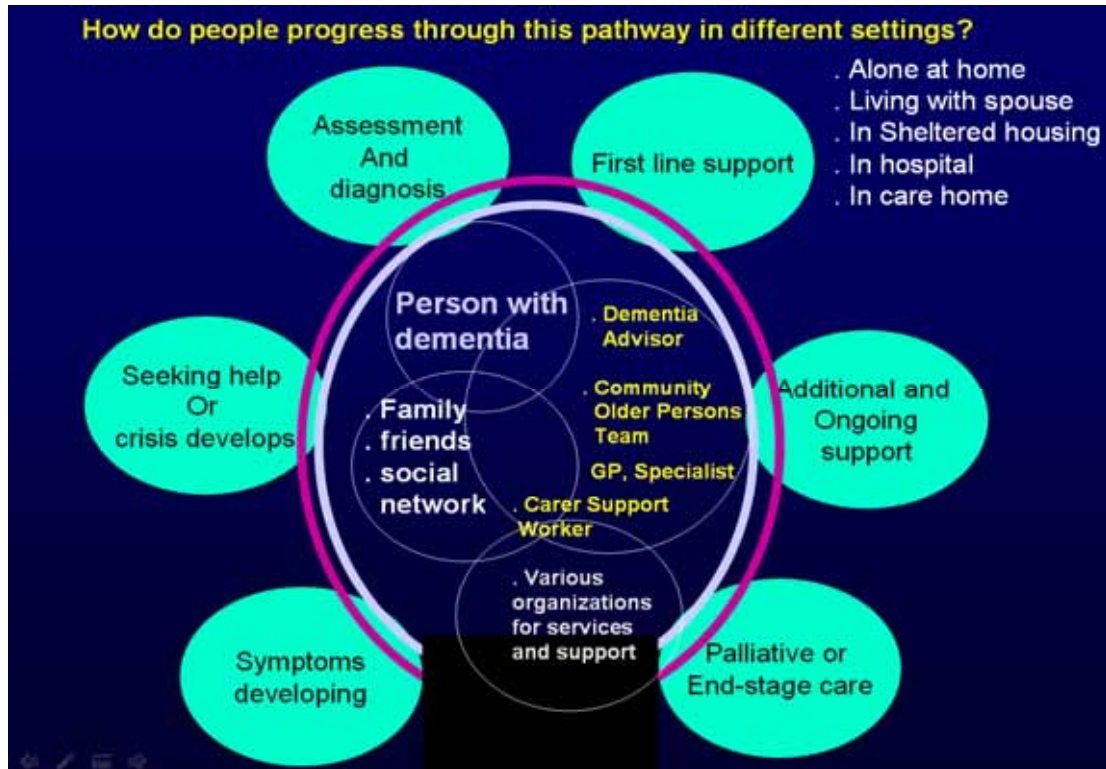 How do people progress through this pathway in different settings?
. Alone at home
. Living with spouse
. In Sheltered housing
. In hospital
. In care home
Assessment
And
diagnosis
First line support
Person with
dementia
. Dementia
Advisor
Seeking help
Or
crisis develops
. Family
. friends
. social
network
. Community
Older Persons
Team
GP, Specialist
. Carer Support
Worker
Additional and
Ongoing
support
. Various
organizations
for services
and support
Symptoms
developing
Palliative or
End-stage care